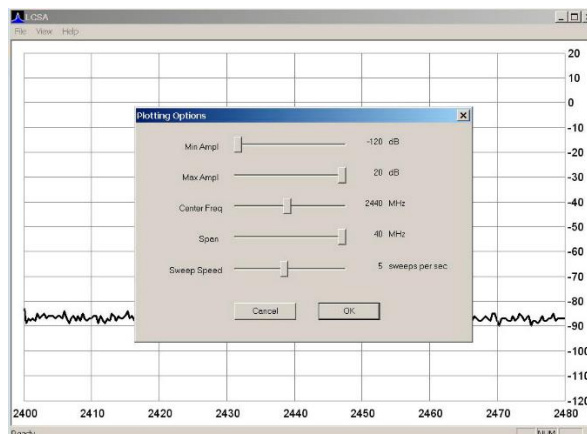 LCSA
File View Help
20
10
0
-10
-20
-30
-40
-50
-60
-70
-80
-90
-100
-110
-120
Plotting Options
Min Ampl -120 dB
Max Ampl 20 dB
Center Freq 2440 MHz
Span 40 MHz
Sweep Speed 5 sweeps per sec
Cancel OK
2400 2410 2420 2430 2440 2450 2460 2470 2480
Ready NUM